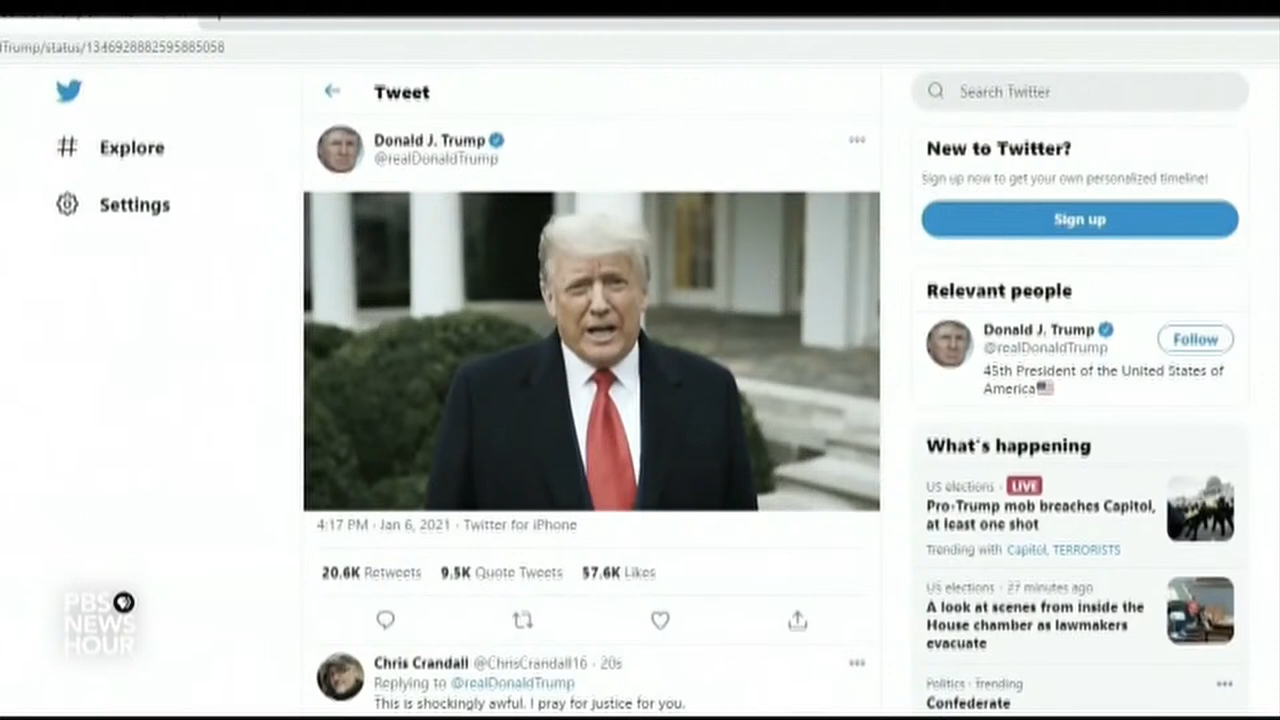 Trump/status/1346928882595885058
Explore
Settings
Tweet
Donald J. Trump
@realDonaldTrump
4:17 PM · Jan 6, 2021 · Twitter for iPhone
20.6K Retweets 9.5K Quote Tweets 57.6K Likes
Chris Crandall @ChrisCrandall16 · 20s
Replying to @realDonaldTrump
This is shockingly awful. I pray for justice for you.
Search Twitter
New to Twitter?
Sign up now to get your own personalized timeline!
Sign up
Relevant people
Donald J. Trump
@realDonaldTrump
Follow
45th President of the United States of
America
What's happening
US elections · LIVE
Pro-Trump mob breaches Capitol,
at least one shot
Trending with Capitol, TERRORISTS
US elections · 27 minutes ago
A look at scenes from inside the
House chamber as lawmakers
evacuate
Politics · Trending
Confederate
PBS
NEWS
HOUR